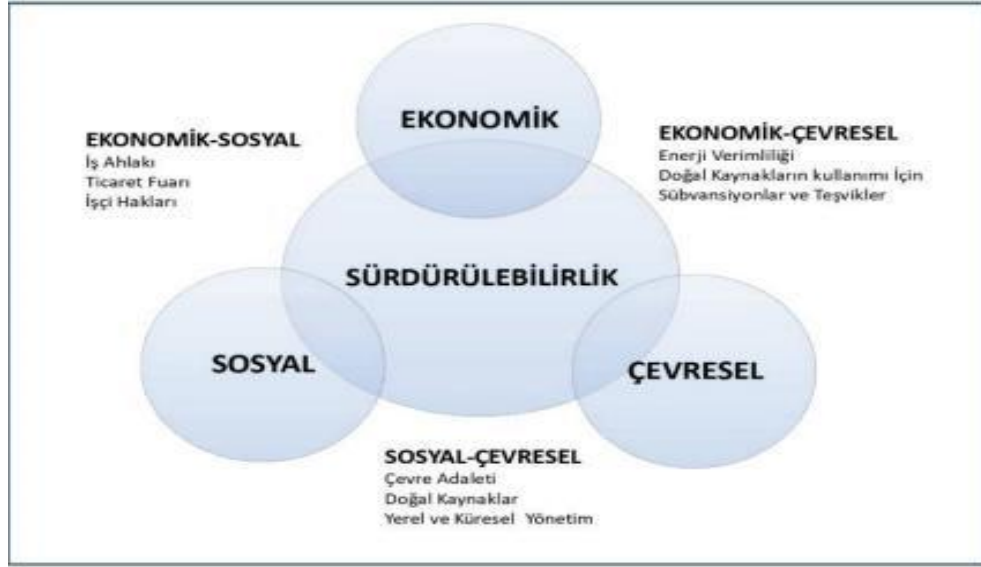 EKONOMİK
EKONOMİK-SOSYAL
İş Ahlakı
Ticaret Fuarı
İşçi Hakları
EKONOMİK-ÇEVRESEL
Enerji Verimliliği
Doğal Kaynakların kullanımı İçin
Sübvansiyonlar ve Teşvikler
SÜRDÜRÜLEBİLİRLİK
SOSYAL
ÇEVRESEL
SOSYAL-ÇEVRESEL
Çevre Adaleti
Doğal Kaynaklar
Yerel ve Küresel Yönetim